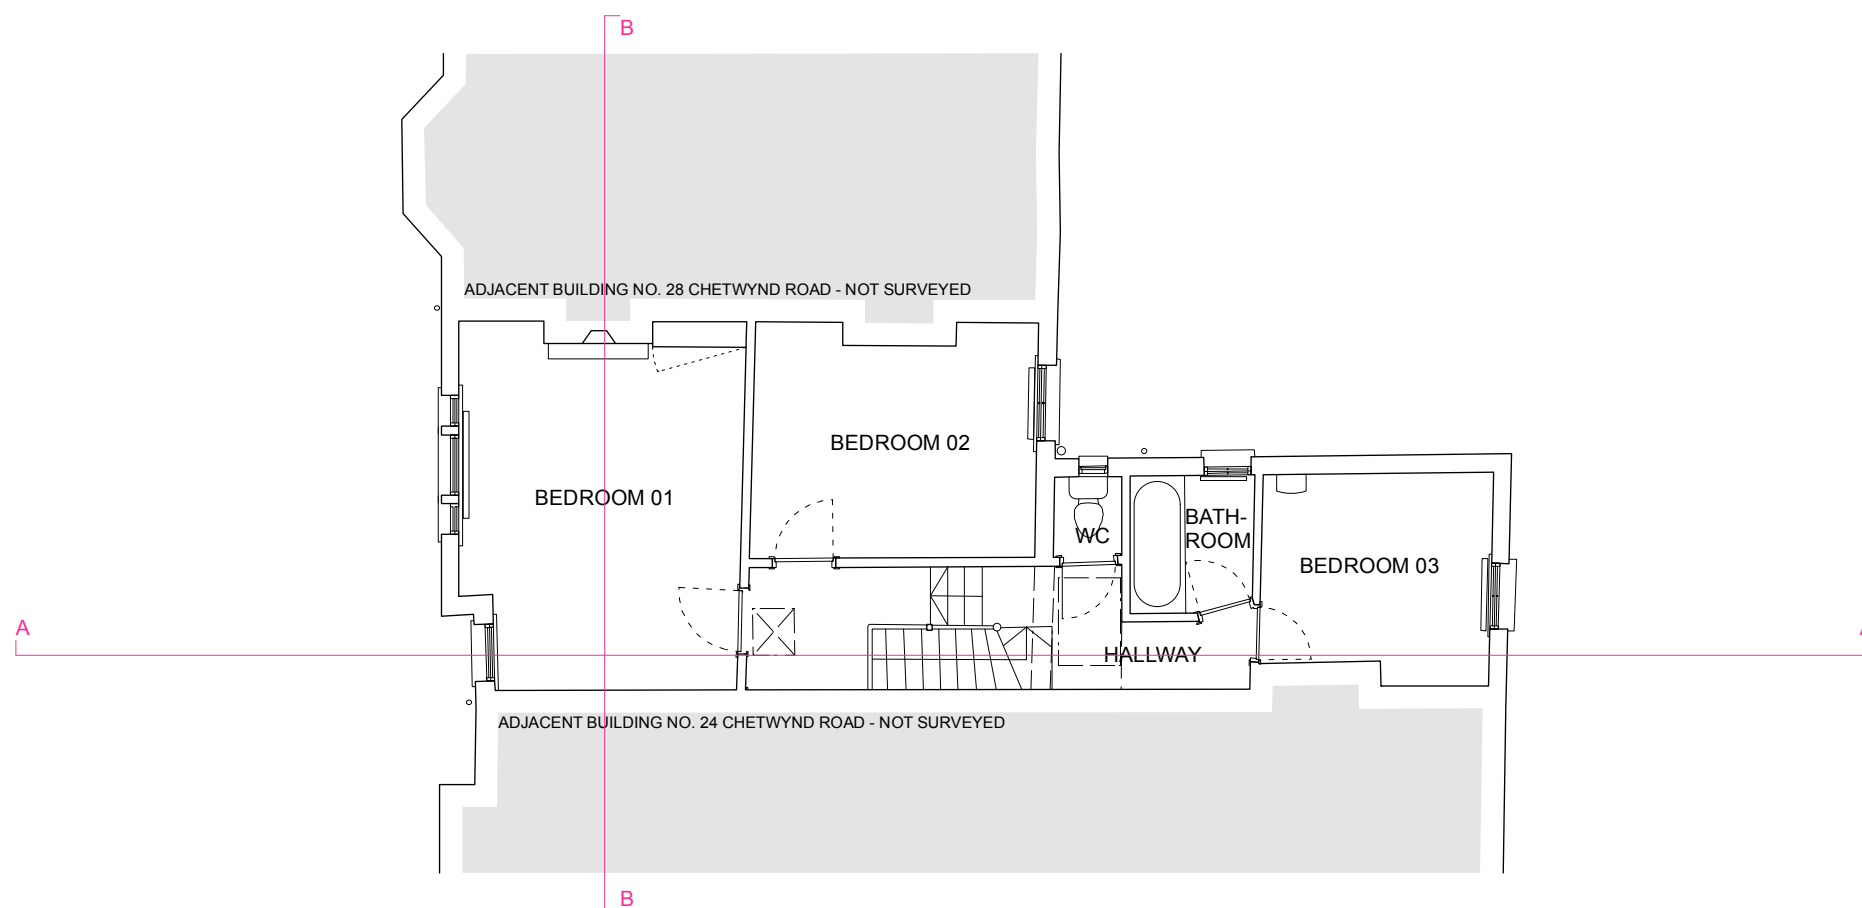 B
ADJACENT BUILDING NO. 28 CHETWYND ROAD - NOT SURVEYED
BEDROOM 02
BEDROOM 01
WC
BATH-
ROOM
BEDROOM 03
A
HALLWAY
ADJACENT BUILDING NO. 24 CHETWYND ROAD - NOT SURVEYED
B